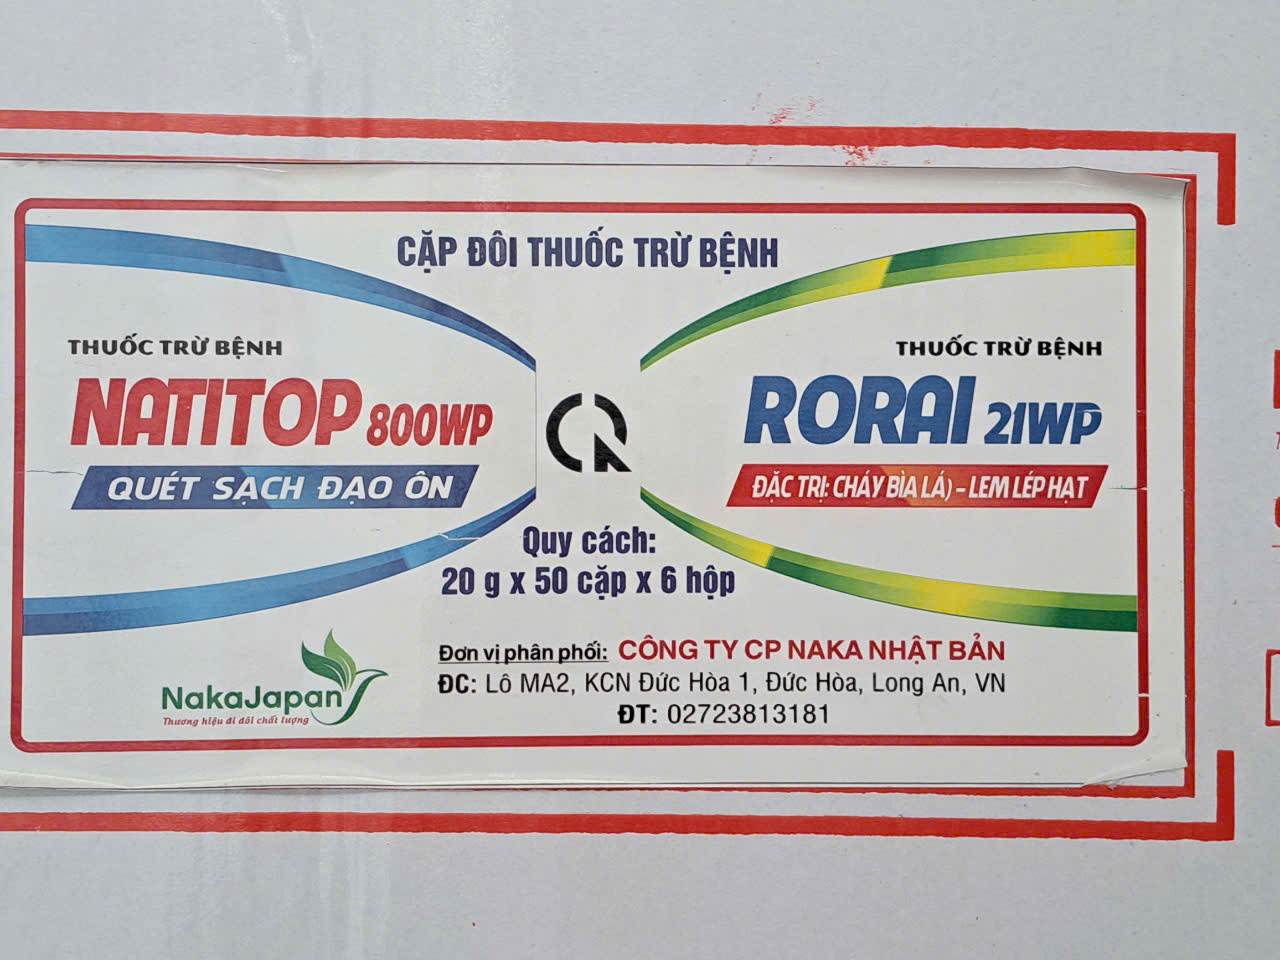 CẶP ĐÔI THUỐC TRỪ BỆNH
THUỐC TRỪ BỆNH
NATITOP 800WP
QUÉT SẠCH ĐẠO ÔN
THUỐC TRỪ BỆNH
RORAI 21WP
ĐẶC TRỊ: CHÁY BÌA LÁ) - LEM LÉP HẠT
Quy cách:
20 g x 50 cặp x 6 hộp
NakaJapan
Thương hiệu đi đôi chất lượng
Đơn vị phân phối: CÔNG TY CP NAKA NHẬT BẢN
ĐC: Lô MA2, KCN Đức Hòa 1, Đức Hòa, Long An, VN
ĐT: 02723813181